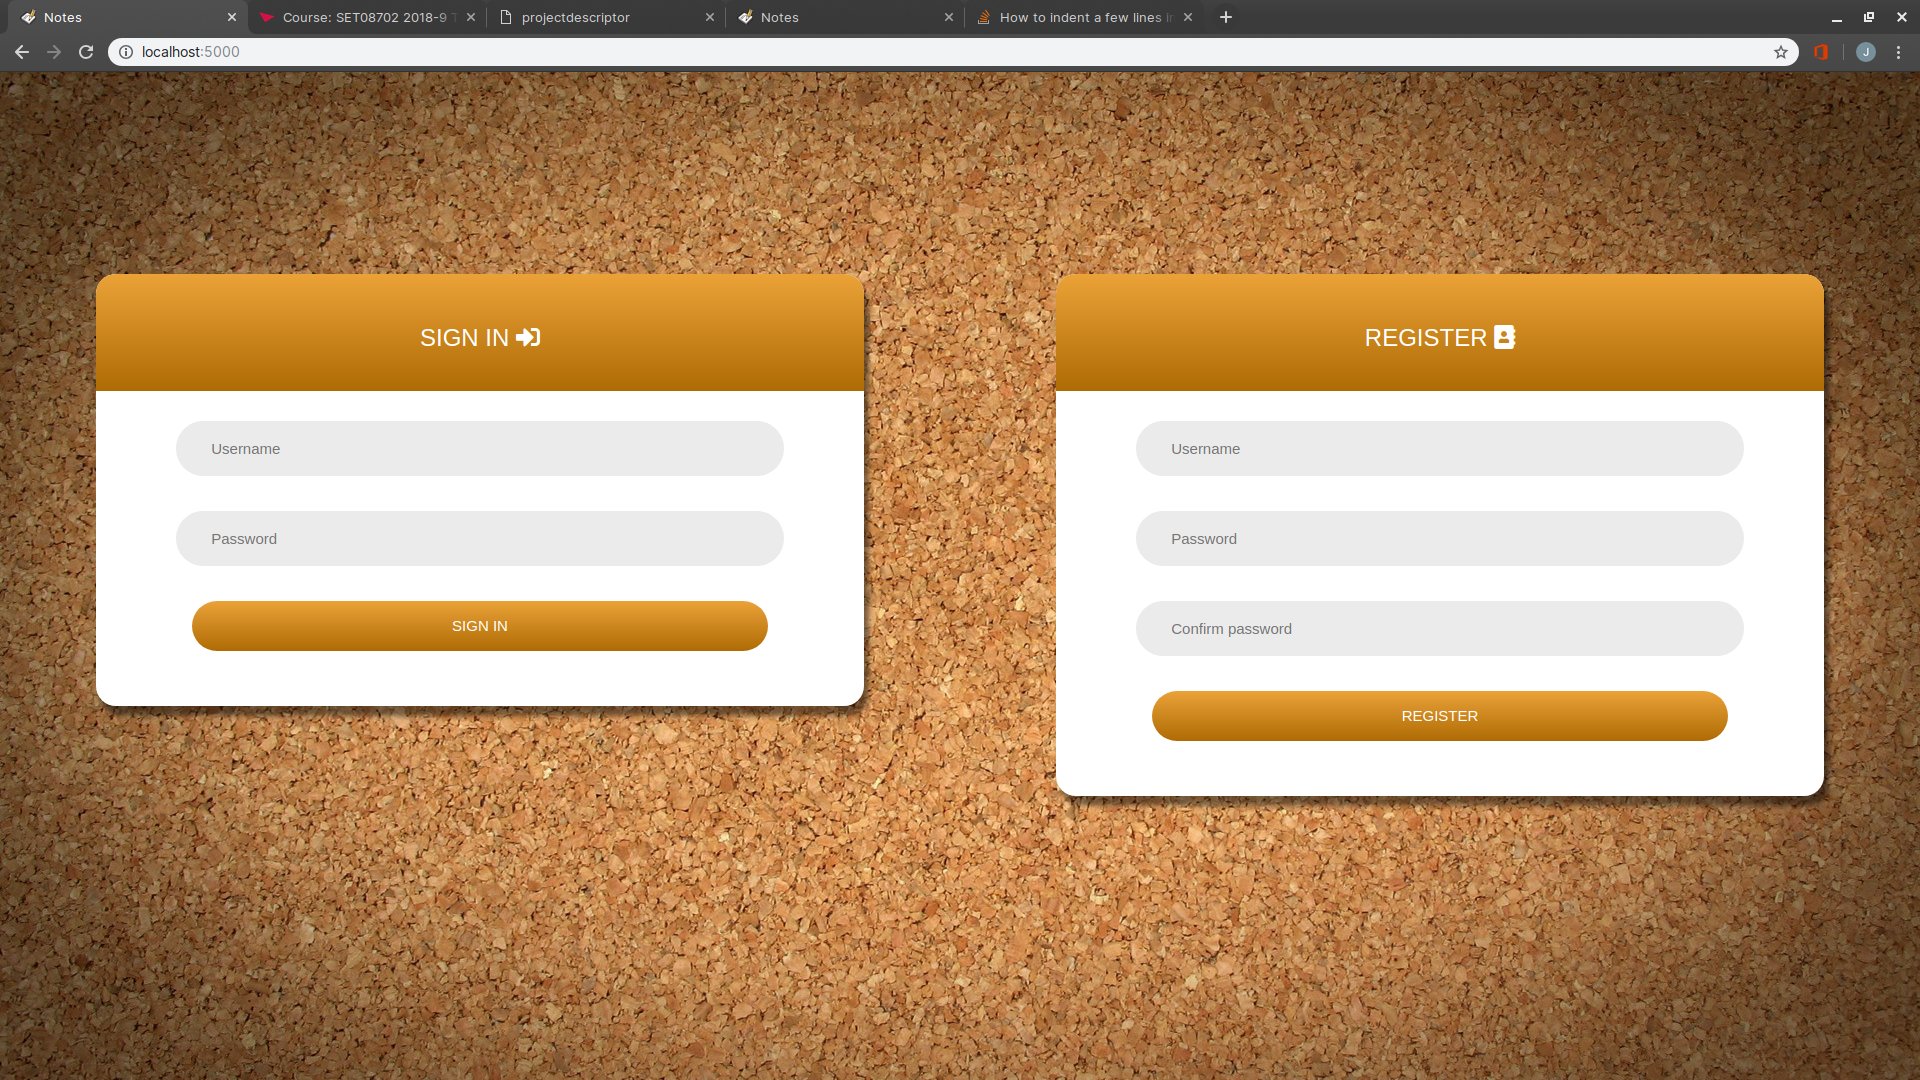 Notes
Course: SET08702 2018-9
projectdescriptor
Notes
How to indent a few lines
localhost:5000
J
SIGN IN
Username
Password
SIGN IN
REGISTER
Username
Password
Confirm password
REGISTER